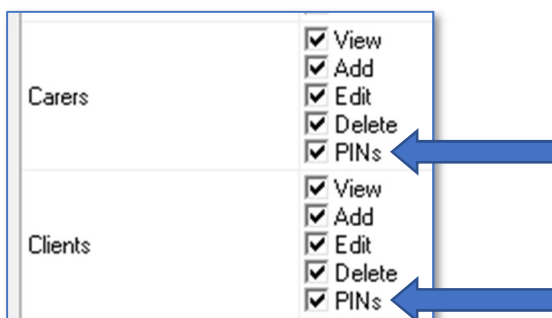 View
Add
Carers
Edit
Delete
PINs
View
Add
Clients
Edit
Delete
PINs